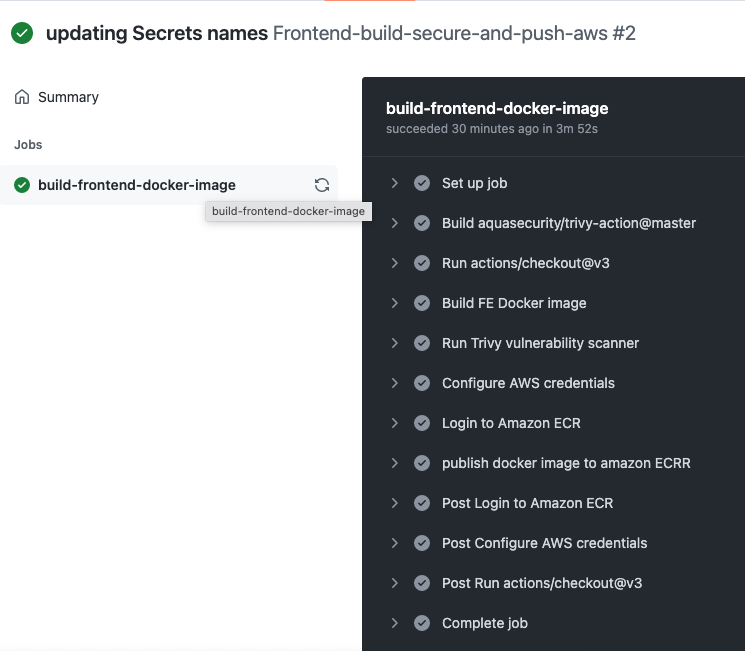 updating Secrets names Frontend-build-secure-and-push-aws #2
Summary
Jobs
build-frontend-docker-image
build-frontend-docker-image
build-frontend-docker-image
succeeded 30 minutes ago in 3m 52s
Set up job
Build aquasecurity/trivy-action@master
Run actions/checkout@v3
Build FE Docker image
Run Trivy vulnerability scanner
Configure AWS credentials
Login to Amazon ECR
publish docker image to amazon ECRR
Post Login to Amazon ECR
Post Configure AWS credentials
Post Run actions/checkout@v3
Complete job